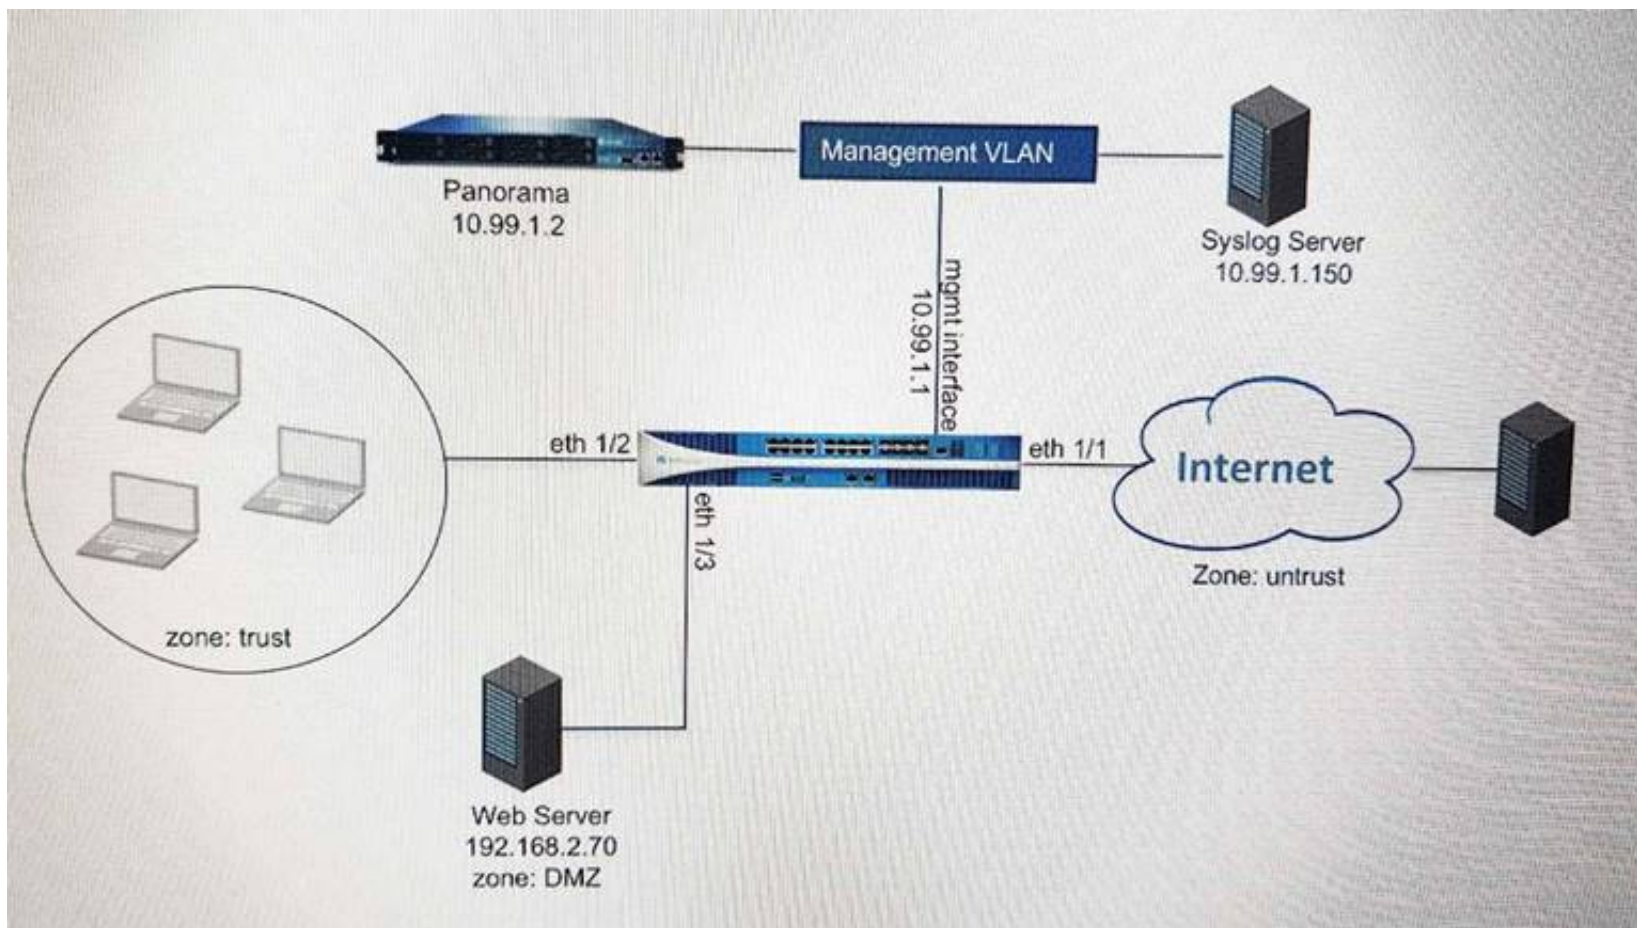 Management VLAN
Panorama
10.99.1.2
Syslog Server
10.99.1.150
mgmt interface
10.99.1.1
eth 1/2
eth 1/1
Internet
eth 1/3
Zone: untrust
zone: trust
Web Server
192.168.2.70
zone: DMZ